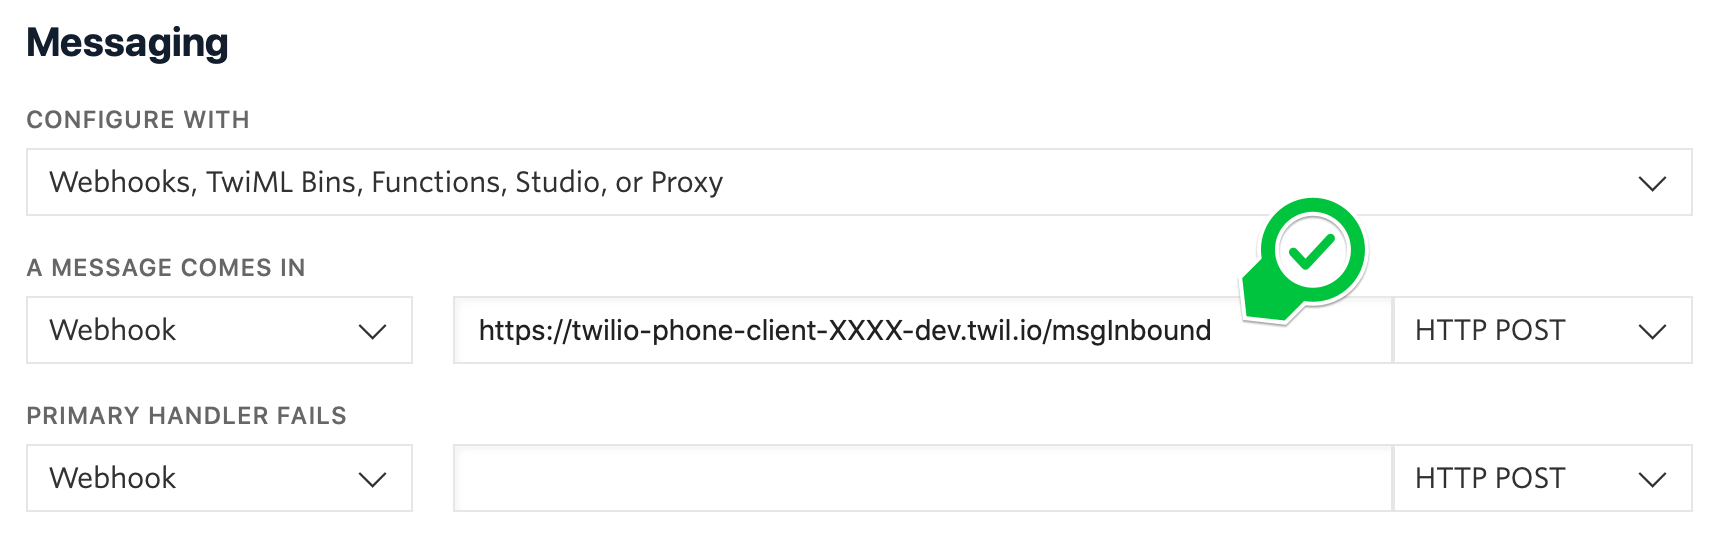 Messaging
CONFIGURE WITH
Webhooks, TwiML Bins, Functions, Studio, or Proxy
A MESSAGE COMES IN
Webhook https://twilio-phone-client-XXXX-dev.twil.io/msgInbound HTTP POST
PRIMARY HANDLER FAILS
Webhook HTTP POST